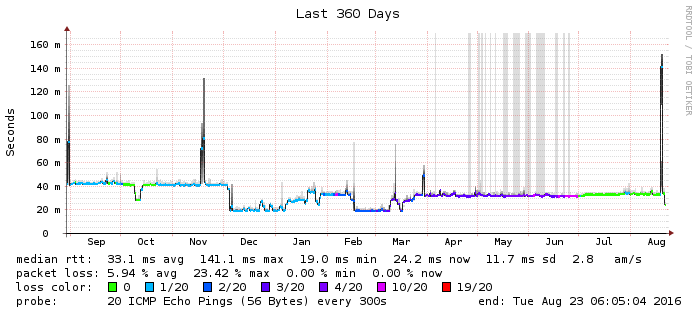 Last 360 Days
RRDTOOL / TOBI OETIKER
Seconds
160 m
140 m
120 m
100 m
80 m
60 m
40 m
20 m
0
Sep Oct Nov Dec Jan Feb Mar Apr May Jun Jul Aug
median rtt: 33.1 ms avg 141.1 ms max 19.0 ms min 24.2 ms now 11.7 ms sd 2.8 am/s
packet loss: 5.94 % avg 23.42 % max 0.00 % min 0.00 % now
loss color: 0 1/20 2/20 3/20 4/20 10/20 19/20
probe: 20 ICMP Echo Pings (56 Bytes) every 300s end: Tue Aug 23 06:05:04 2016